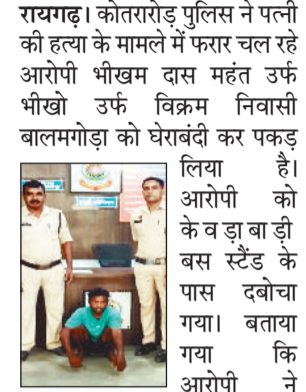 रायगढ़। कोतरारोड़ पुलिस ने पत्नी
की हत्या के मामले में फरार चल रहे
आरोपी भीखम दास महंत उर्फ
भीखो उर्फ विक्रम निवासी
बालमगोड़ा को घेराबंदी कर पकड़
लिया है।
आरोपी को
केवड़ाबाड़ी
बस स्टैंड के
पास दबोचा
गया। बताया
गया कि
आरोपी ने